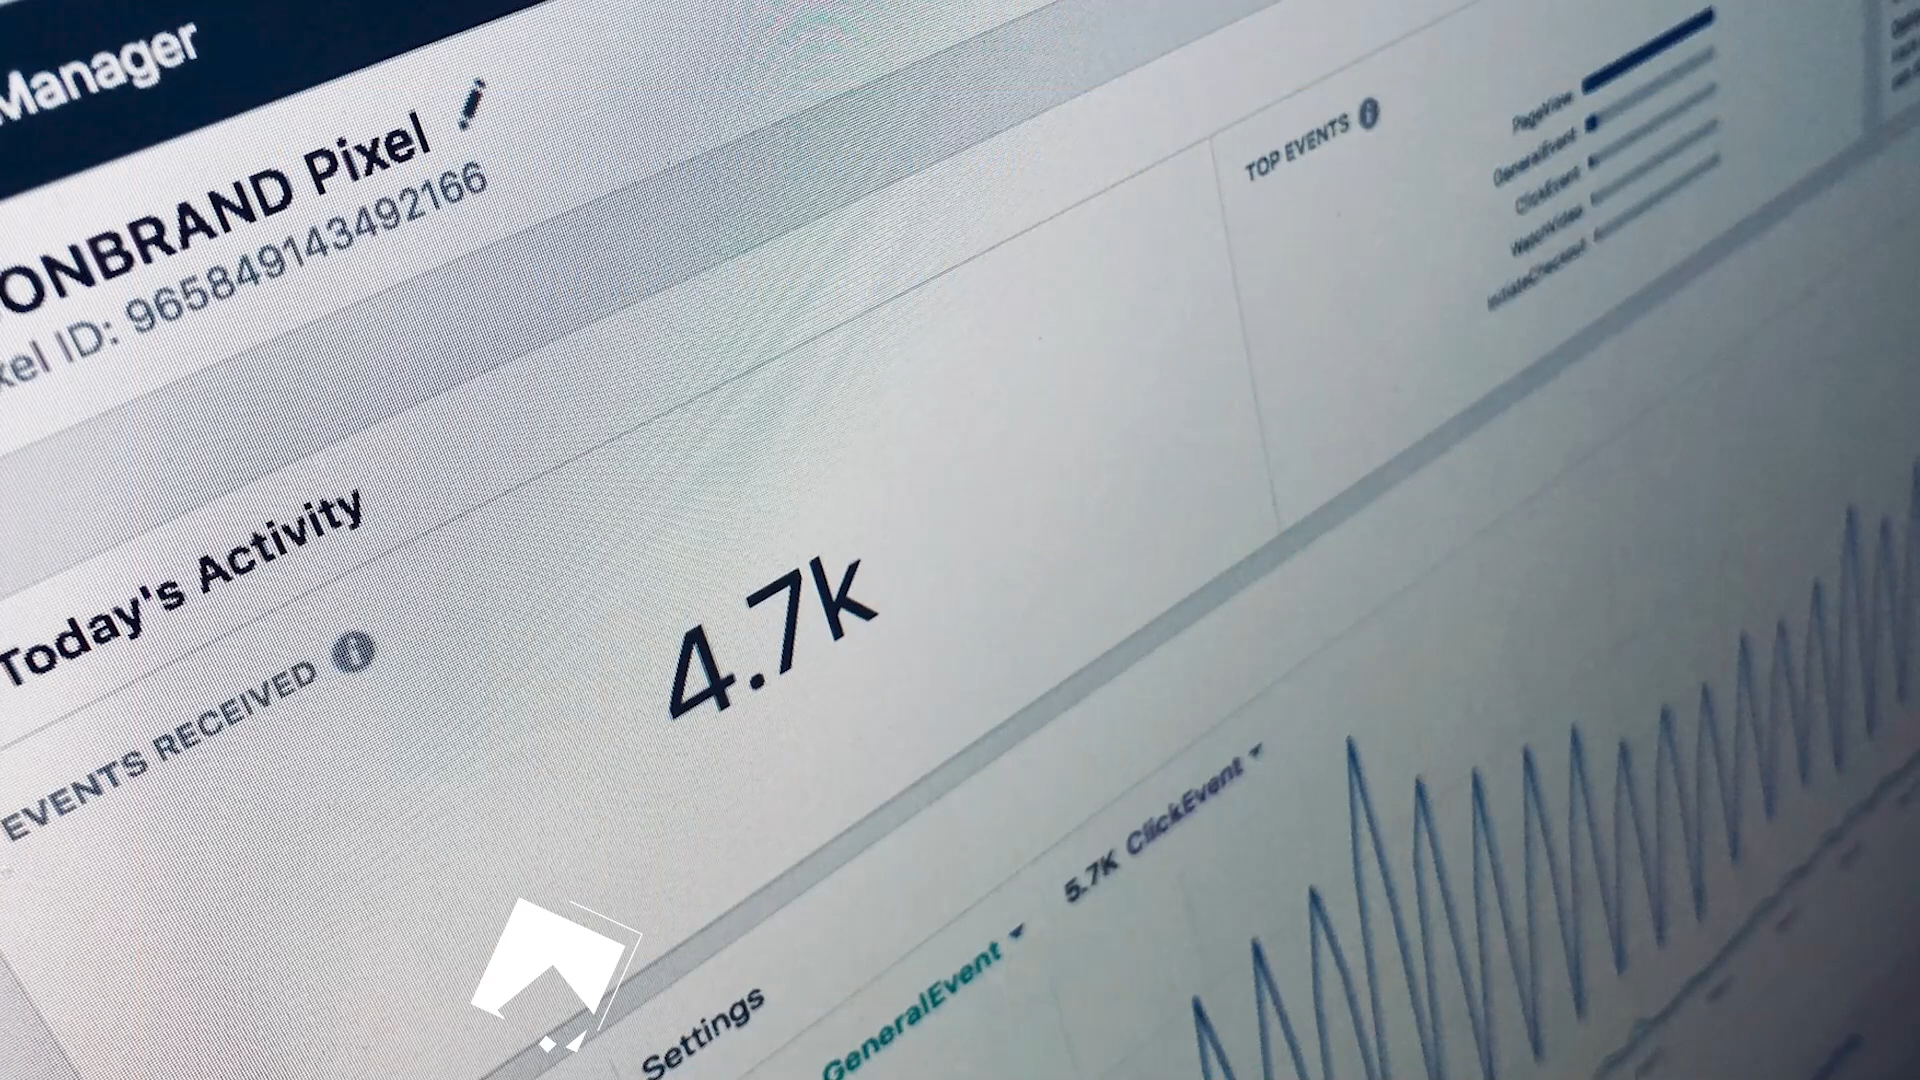 Manager
ONBRAND Pixel
xel ID: 965849143492166
Today's Activity
EVENTS RECEIVED
4.7k
TOP EVENTS
PageView
GeneralEvent
ClickEvent
WatchVideo
InitiateCheckout
Settings
GeneralEvent
5.7K ClickEvent